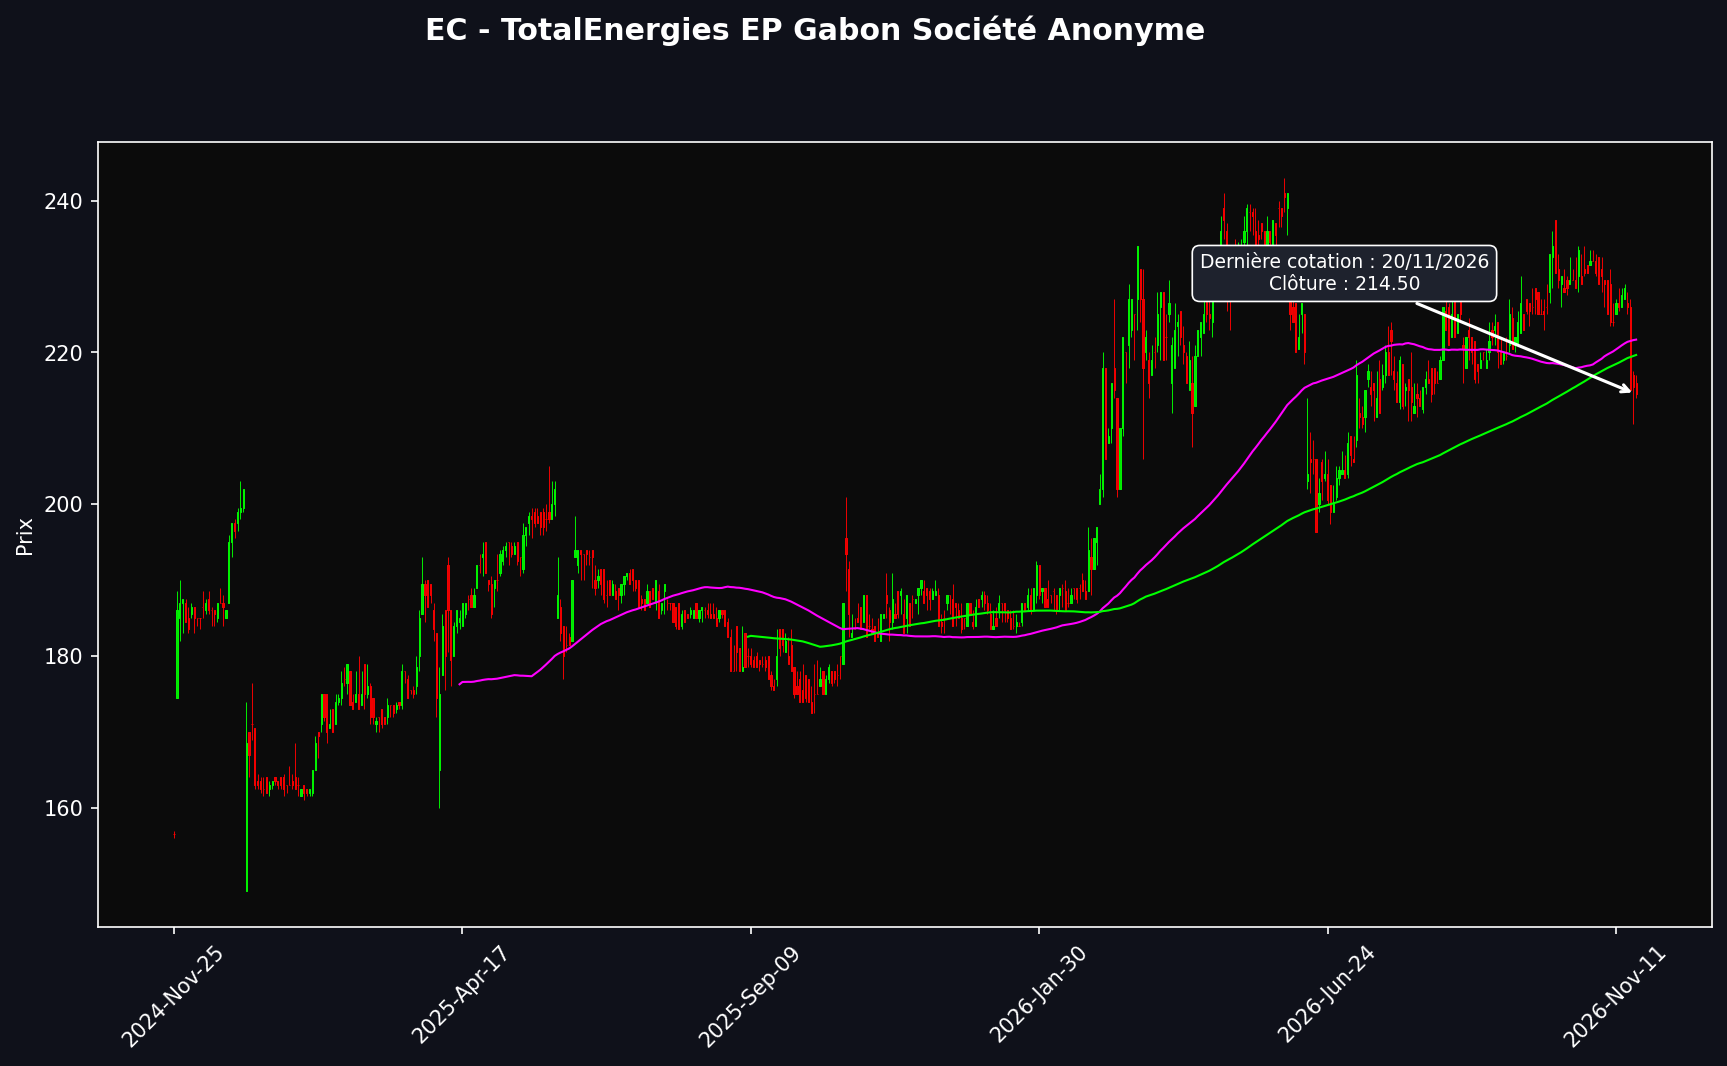 EC - TotalEnergies EP Gabon Société Anonyme
Prix
240
220
200
180
160
Dernière cotation : 20/11/2026
Clôture : 214.50
2024-Nov-25
2025-Apr-17
2025-Sep-09
2026-Jan-30
2026-Jun-24
2026-Nov-11